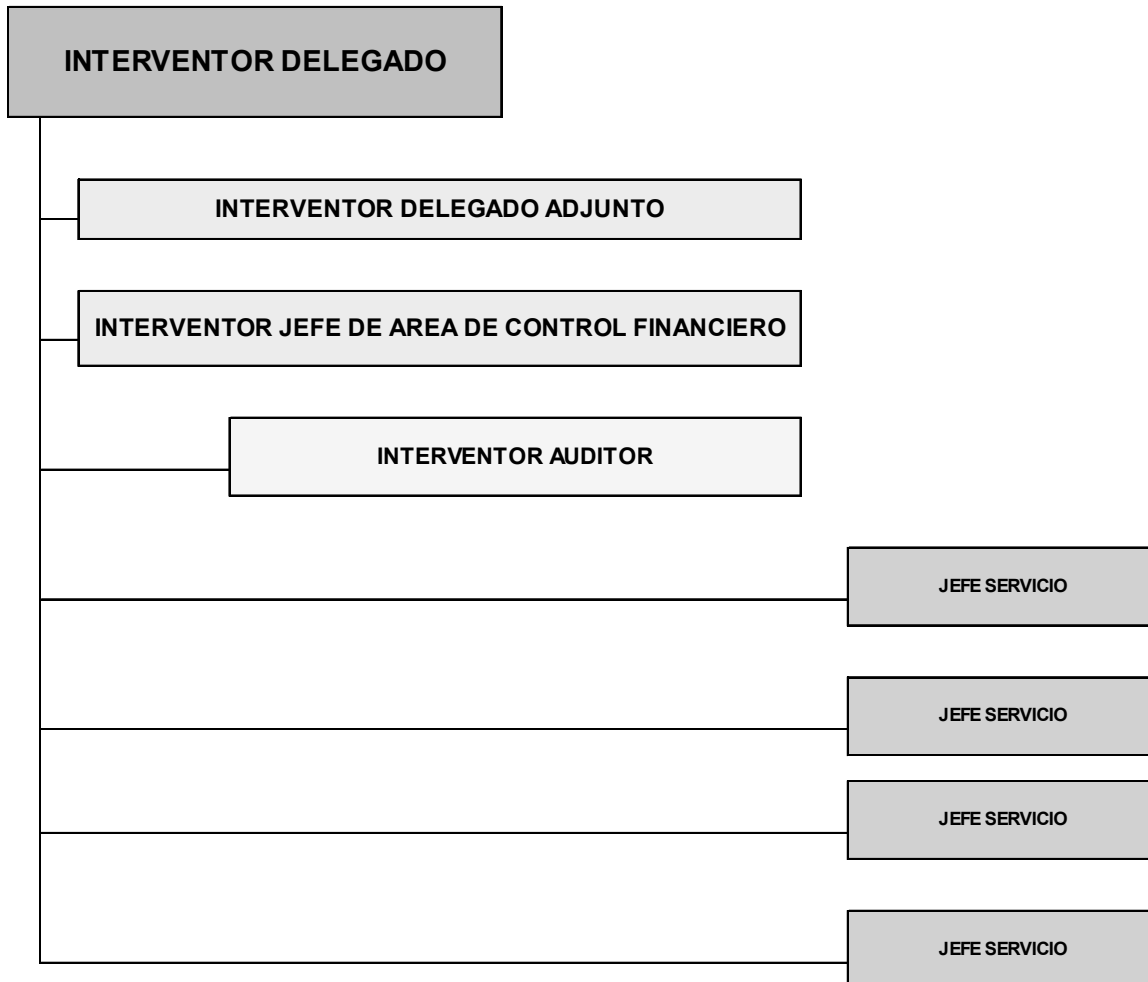 INTERVENTOR DELEGADO
INTERVENTOR DELEGADO ADJUNTO
INTERVENTOR JEFE DE AREA DE CONTROL FINANCIERO
INTERVENTOR AUDITOR
JEFE SERVICIO
JEFE SERVICIO
JEFE SERVICIO
JEFE SERVICIO